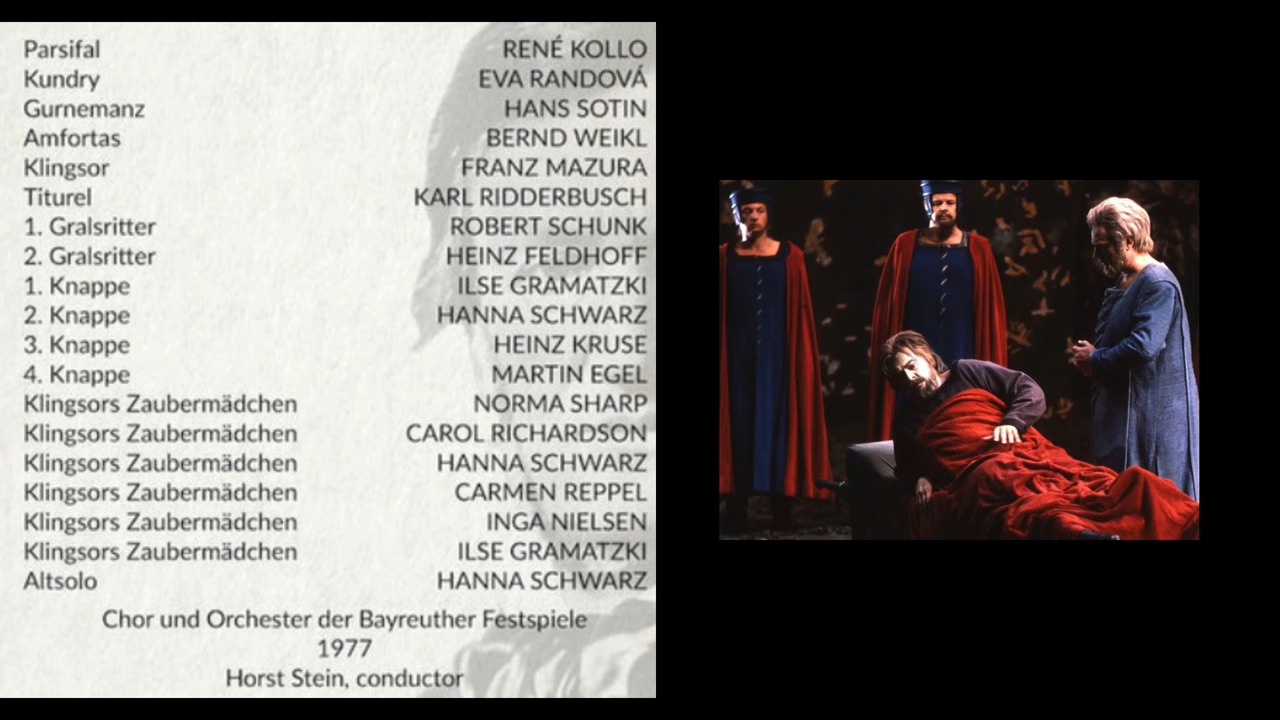 Parsifal RENÉ KOLLO
Kundry EVA RANDOVÁ
Gurnemanz HANS SOTIN
Amfortas BERND WEIKL
Klingsor FRANZ MAZURA
Titurel KARL RIDDERBUSCH
1. Gralsritter ROBERT SCHUNK
2. Gralsritter HEINZ FELDHOFF
1. Knappe ILSE GRAMATZKI
2. Knappe HANNA SCHWARZ
3. Knappe HEINZ KRUSE
4. Knappe MARTIN EGEL
Klingsors Zaubermädchen NORMA SHARP
Klingsors Zaubermädchen CAROL RICHARDSON
Klingsors Zaubermädchen HANNA SCHWARZ
Klingsors Zaubermädchen CARMEN REPPEL
Klingsors Zaubermädchen INGA NIELSEN
Klingsors Zaubermädchen ILSE GRAMATZKI
Altsolo HANNA SCHWARZ
Chor und Orchester der Bayreuther Festspiele
1977
Horst Stein, conductor